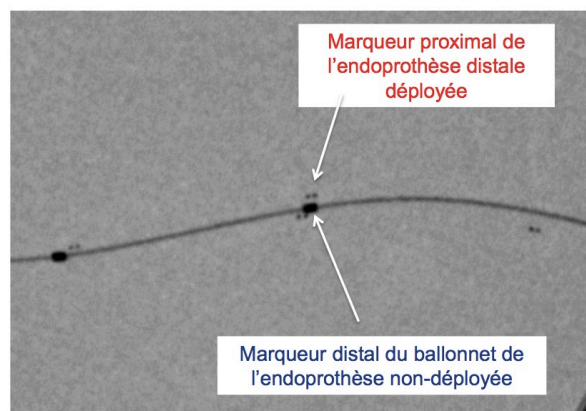 Marqueur proximal de
l'endoprothèse distale
déployée
Marqueur distal du ballonnet de
l'endoprothèse non-déployée